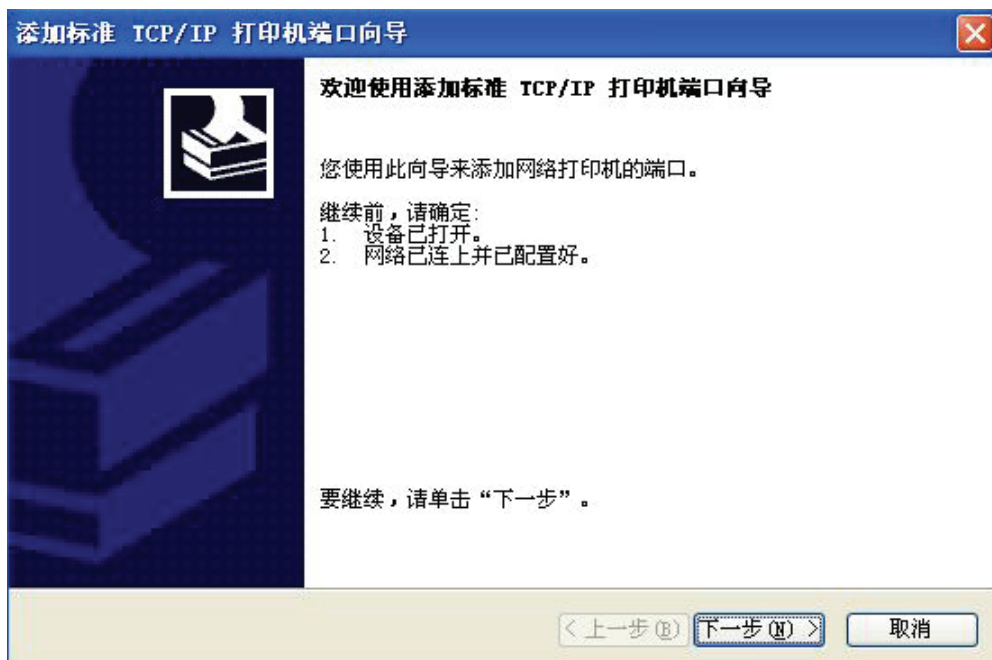 添加标准 TCP/IP 打印机端口向导
欢迎使用添加标准 TCP/IP 打印机端口向导
您使用此向导来添加网络打印机的端口。
继续前，请确定:
1. 设备已打开。
2. 网络已连上并已配置好。
要继续，请单击“下一步”。
< 上一步(B) 下一步(N) > 取消